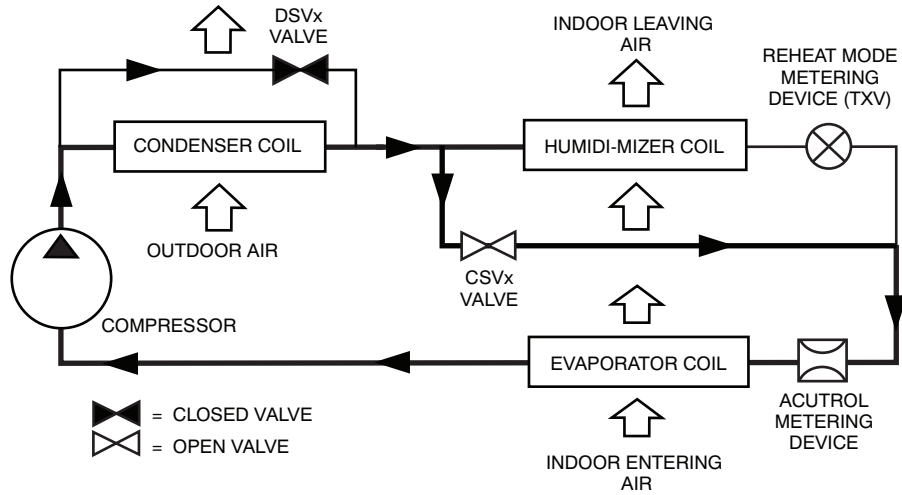 DSVx
VALVE
INDOOR LEAVING
AIR
REHEAT MODE
METERING
DEVICE (TXV)
CONDENSER COIL
HUMIDI-MIZER COIL
OUTDOOR AIR
CSVx
VALVE
COMPRESSOR
EVAPORATOR COIL
ACUTROL
METERING
DEVICE
= CLOSED VALVE
= OPEN VALVE
INDOOR ENTERING
AIR